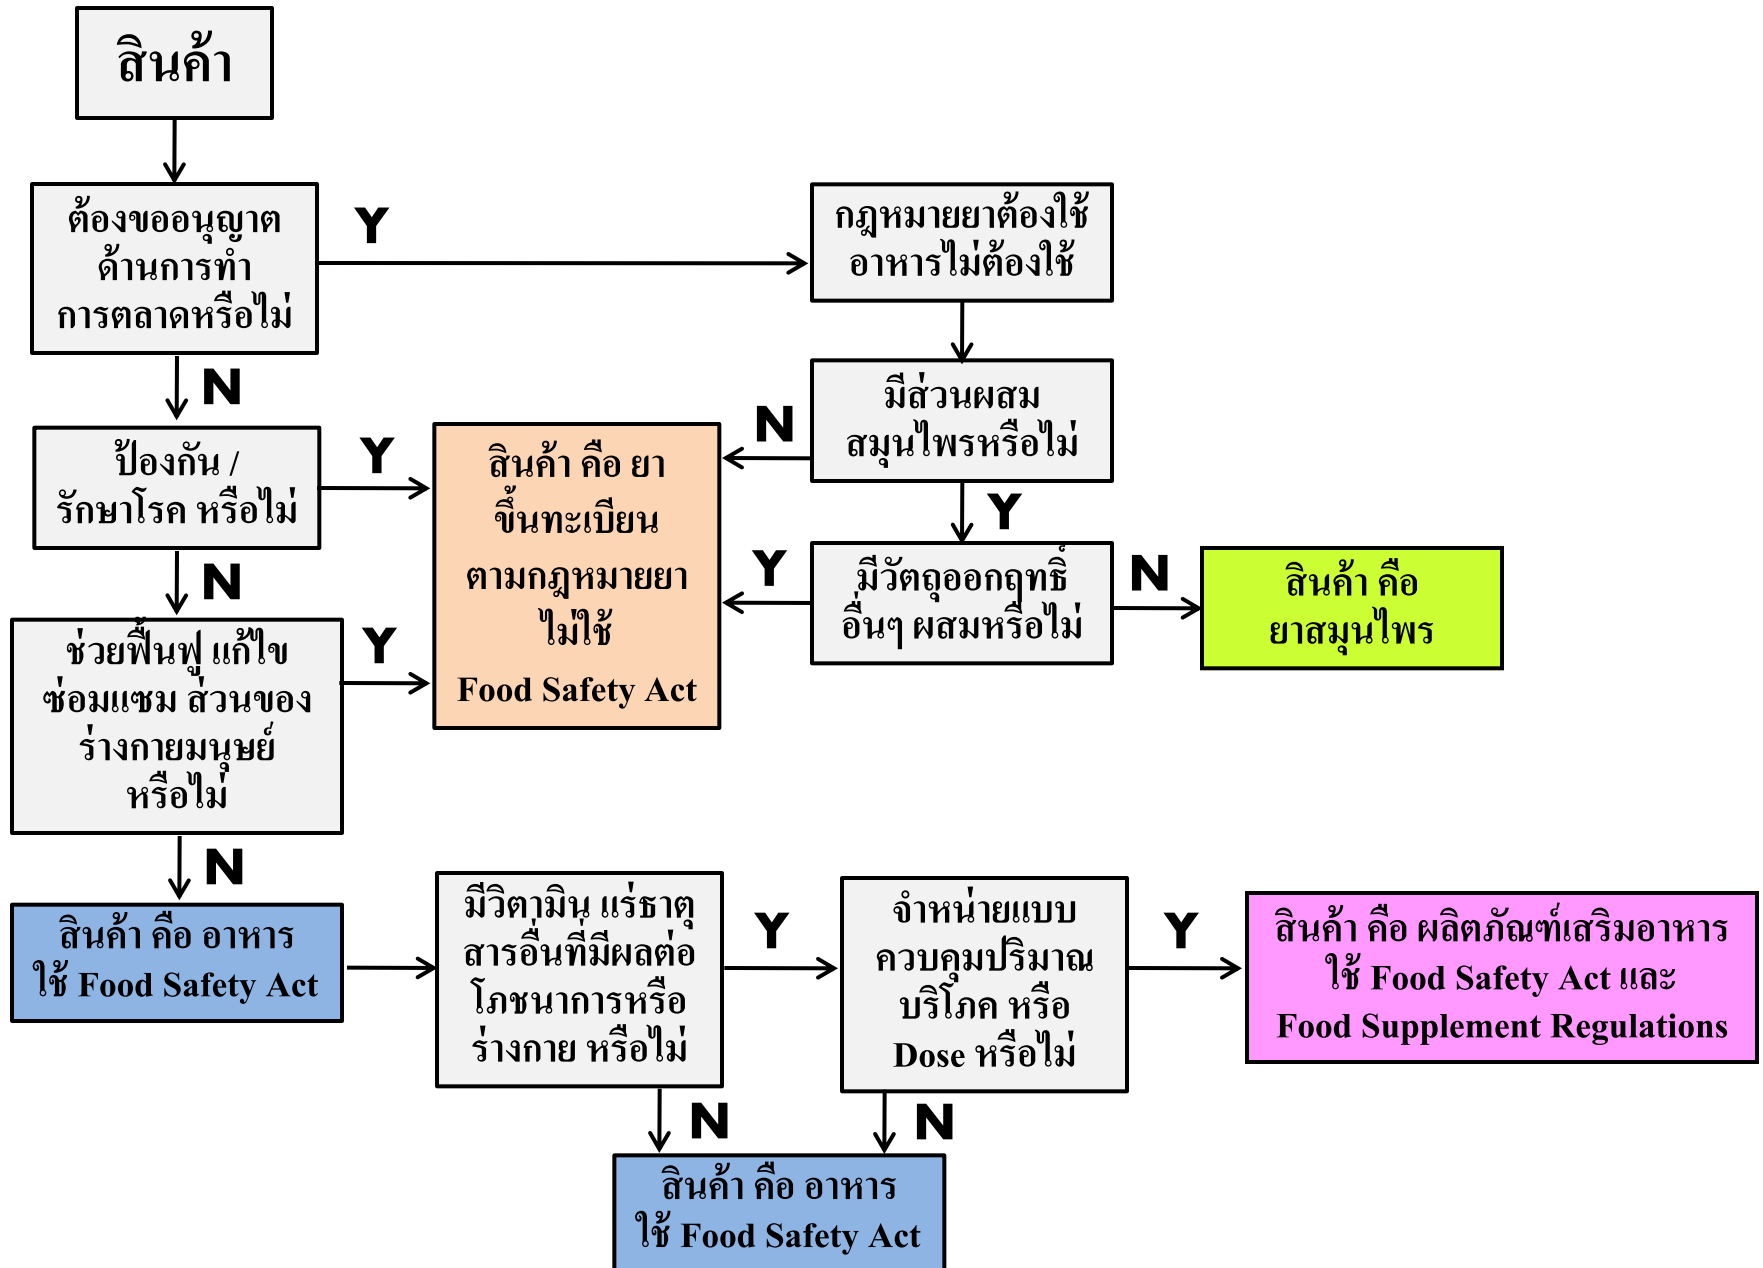 สินค้า
ต้องขออนุญาต
ด้านการทำ
การตลาดหรือไม่
Y
กฎหมายยาต้องใช้
อาหารไม่ต้องใช้
N
มีส่วนผสม
สมุนไพรหรือไม่
N
Y
ป้องกัน /
รักษาโรค หรือไม่
Y
สินค้า คือ ยา
ขึ้นทะเบียน
ตามกฎหมายยา
ไม่ใช้
Food Safety Act
Y
มีวัตถุออกฤทธิ์
อื่นๆ ผสมหรือไม่
N
สินค้า คือ
ยาสมุนไพร
N
ช่วยฟื้นฟู แก้ไข
ซ่อมแซม ส่วนของ
ร่างกายมนุษย์
หรือไม่
Y
N
สินค้า คือ อาหาร
ใช้ Food Safety Act
มีวิตามิน แร่ธาตุ
สารอื่นที่มีผลต่อ
โภชนาการหรือ
ร่างกาย หรือไม่
Y
จำหน่ายแบบ
ควบคุมปริมาณ
บริโภค หรือ
Dose หรือไม่
Y
สินค้า คือ ผลิตภัณฑ์เสริมอาหาร
ใช้ Food Safety Act และ
Food Supplement Regulations
N
N
สินค้า คือ อาหาร
ใช้ Food Safety Act